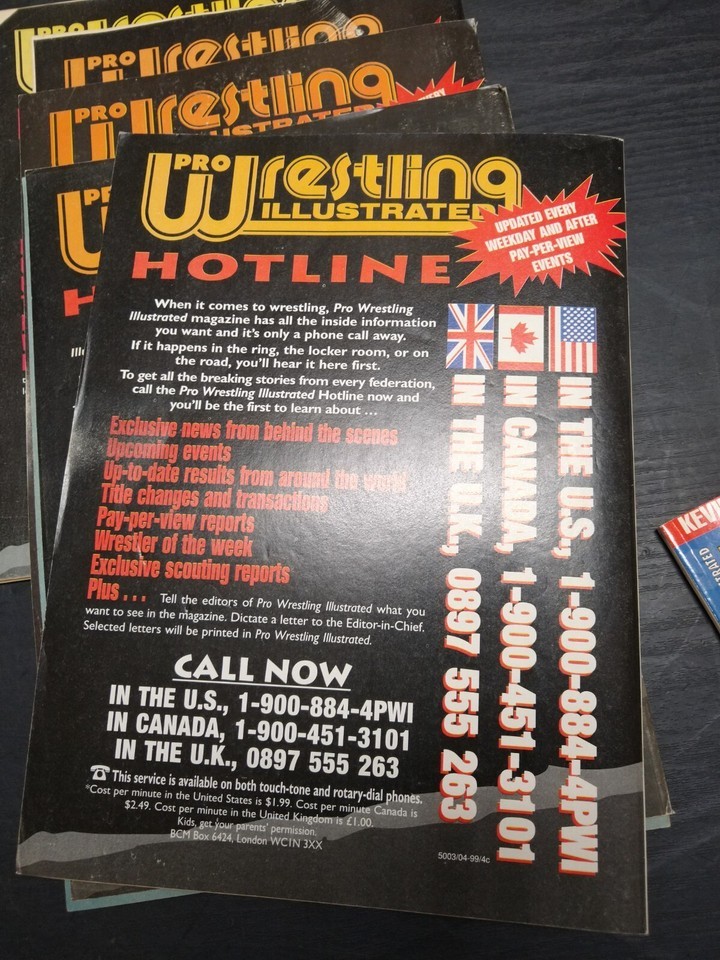 PRO
PRO Wrestling
PRO Wrestling
ILLUSTRATED
PRO Wrestling
ILLUSTRATED
HOTLINE
UPDATED EVERY
WEEKDAY AND AFTER
PAY-PER-VIEW
EVENTS
When it comes to wrestling, Pro Wrestling
Illustrated magazine has all the inside information
you want and it's only a phone call away.
If it happens in the ring, the locker room, or on
the road, you'll hear it here first.
To get all the breaking stories from every federation,
call the Pro Wrestling Illustrated Hotline now and
you'll be the first to learn about ...
Exclusive news from behind the scenes
Upcoming events
Up-to-date results from around the world
Title changes and transactions
Pay-per-view reports
Wrestler of the week
Exclusive scouting reports
Plus ... Tell the editors of Pro Wrestling Illustrated what you
want to see in the magazine. Dictate a letter to the Editor-in-Chief.
Selected letters will be printed in Pro Wrestling Illustrated.
CALL NOW
IN THE U.S., 1-900-884-4PWI
IN CANADA, 1-900-451-3101
IN THE U.K., 0897 555 263
☎ This service is available on both touch-tone and rotary-dial phones.
*Cost per minute in the United States is $1.99. Cost per minute Canada is
$2.49. Cost per minute in the United Kingdom is £1.00.
Kids, get your parents' permission.
BCM Box 6424, London WC1N 3XX
5003/04-99/4c
IN THE U.K., 0897 555 263
IN CANADA, 1-900-451-3101
IN THE U.S., 1-900-884-4PWI